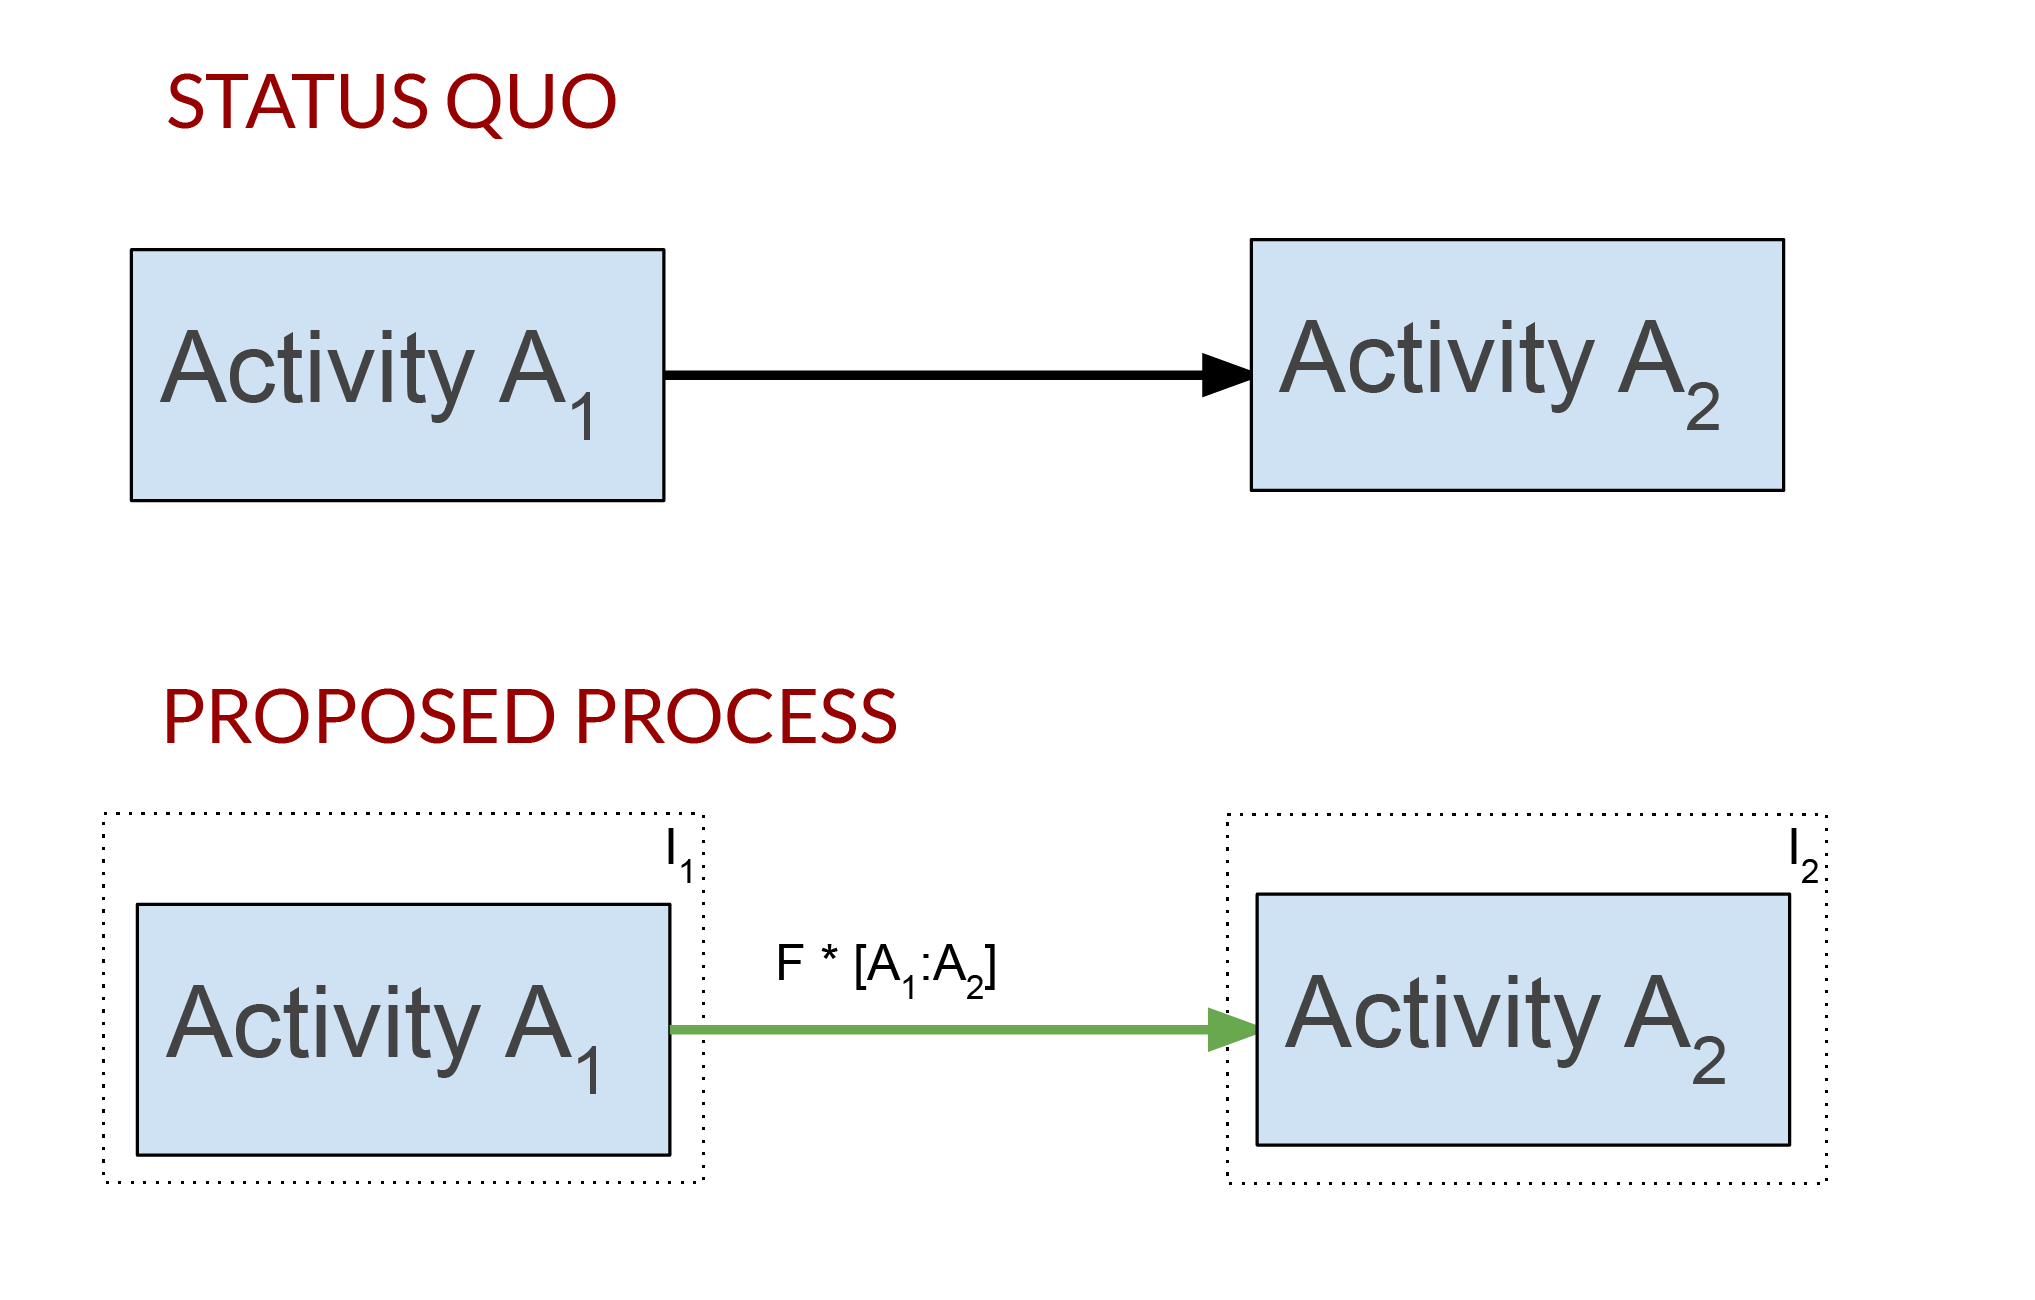 STATUS QUO
Activity A₁
Activity A₂
PROPOSED PROCESS
I₁
I₂
F * [A₁:A₂]
Activity A₁
Activity A₂